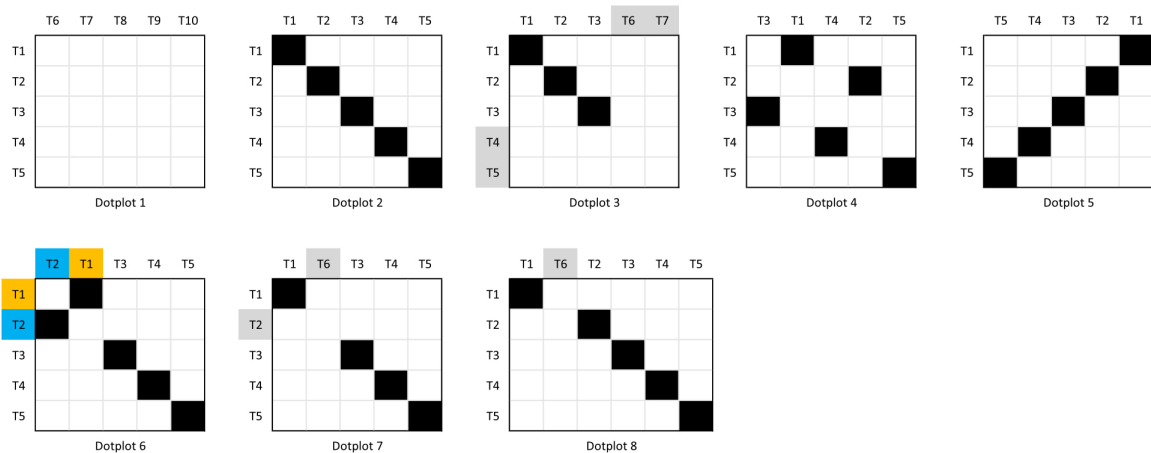 T6 T7 T8 T9 T10
T1
T2
T3
T4
T5
Dotplot 1
T1 T2 T3 T4 T5
T1
T2
T3
T4
T5
Dotplot 2
T1 T2 T3 T6 T7
T1
T2
T3
T4
T5
Dotplot 3
T3 T1 T4 T2 T5
T1
T2
T3
T4
T5
Dotplot 4
T5 T4 T3 T2 T1
T1
T2
T3
T4
T5
Dotplot 5
T2 T1 T3 T4 T5
T1
T2
T3
T4
T5
Dotplot 6
T1 T6 T3 T4 T5
T1
T2
T3
T4
T5
Dotplot 7
T1 T6 T2 T3 T4 T5
T1
T2
T3
T4
T5
Dotplot 8